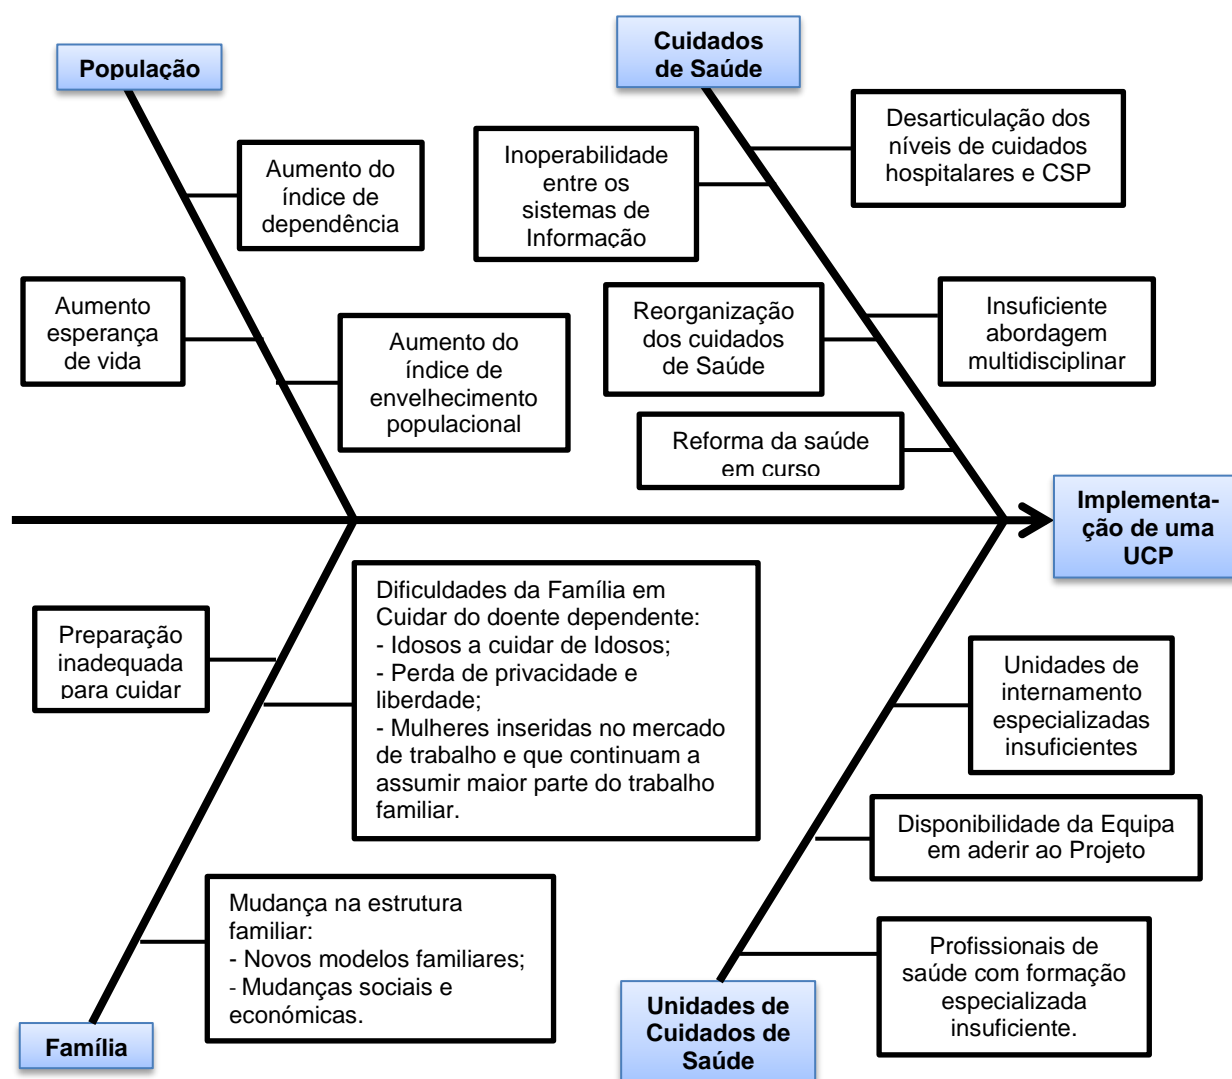 População
Cuidados
de Saúde
Aumento do
índice de
dependência
Inoperabilidade
entre os
sistemas de
Informação
Desarticulação dos
níveis de cuidados
hospitalares e CSP
Aumento
esperança
de vida
Aumento do
índice de
envelhecimento
populacional
Reorganização
dos cuidados
de Saúde
Insuficiente
abordagem
multidisciplinar
Reforma da saúde
em curso
Implementa-
ção de uma
UCP
Preparação
inadequada
para cuidar
Dificuldades da Família em
Cuidar do doente dependente:
- Idosos a cuidar de Idosos;
- Perda de privacidade e
liberdade;
- Mulheres inseridas no mercado
de trabalho e que continuam a
assumir maior parte do trabalho
familiar.
Unidades de
internamento
especializadas
insuficientes
Disponibilidade da Equipa
em aderir ao Projeto
Mudança na estrutura
familiar:
- Novos modelos familiares;
- Mudanças sociais e
económicas.
Profissionais de
saúde com formação
especializada
insuficiente.
Família
Unidades de
Cuidados de
Saúde